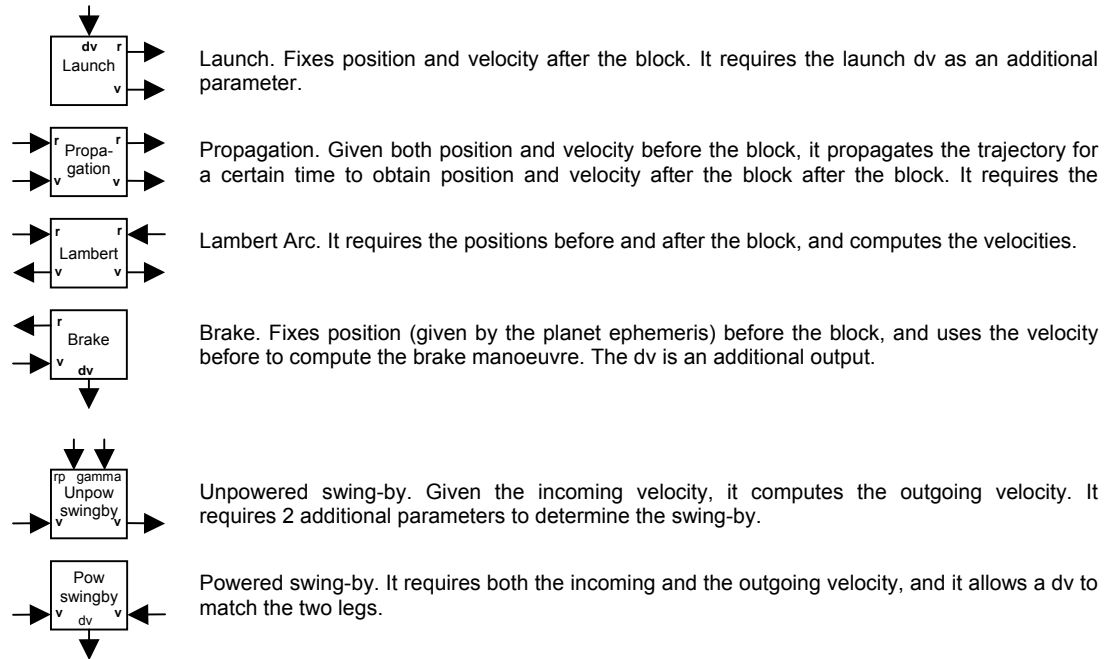 dv r
Launch
v
Launch. Fixes position and velocity after the block. It requires the launch dv as an additional
parameter.
r r
Propa-
gation
v v
Propagation. Given both position and velocity before the block, it propagates the trajectory for
a certain time to obtain position and velocity after the block after the block. It requires the
r r
Lambert
v v
Lambert Arc. It requires the positions before and after the block, and computes the velocities.
r
Brake
v
dv
Brake. Fixes position (given by the planet ephemeris) before the block, and uses the velocity
before to compute the brake manoeuvre. The dv is an additional output.
rp gamma
Unpow
swingby
v v
Unpowered swing-by. Given the incoming velocity, it computes the outgoing velocity. It
requires 2 additional parameters to determine the swing-by.
Pow
swingby
v v
dv
Powered swing-by. It requires both the incoming and the outgoing velocity, and it allows a dv to
match the two legs.